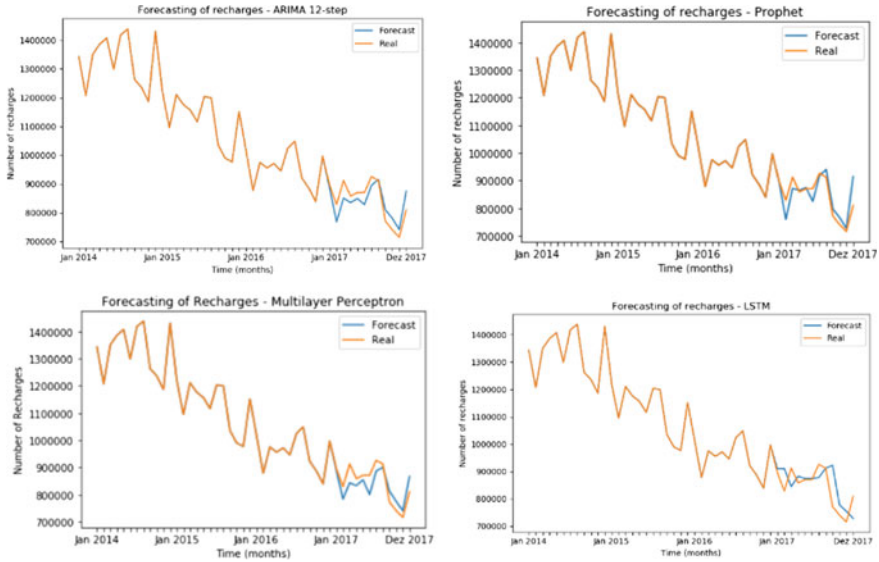 Forecasting of recharges - ARIMA 12-step
Forecast
Real
1400000
1300000
1200000
1100000
1000000
900000
800000
700000
Number of recharges
Jan 2014 Jan 2015 Jan 2016 Jan 2017 Dez 2017
Time (months)
Forecasting of recharges - Prophet
Forecast
Real
1400000
1300000
1200000
1100000
1000000
900000
800000
700000
Number of recharges
Jan 2014 Jan 2015 Jan 2016 Jan 2017 Dez 2017
Time (months)
Forecasting of Recharges - Multilayer Perceptron
Forecast
Real
1400000
1300000
1200000
1100000
1000000
900000
800000
700000
Number of Recharges
Jan 2014 Jan 2015 Jan 2016 Jan 2017 Dez 2017
Time (months)
Forecasting of recharges - LSTM
Forecast
Real
1400000
1300000
1200000
1100000
1000000
900000
800000
700000
Number of recharges
Jan 2014 Jan 2015 Jan 2016 Jan 2017 Dez 2017
Time (months)